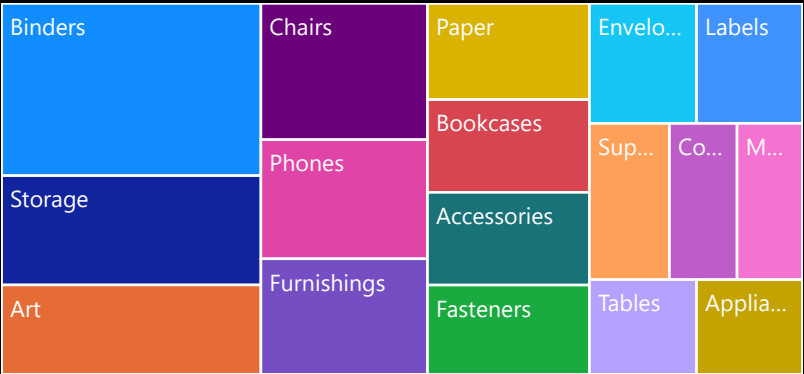 Binders
Storage
Art
Chairs
Phones
Furnishings
Paper
Bookcases
Accessories
Fasteners
Envelo...
Labels
Sup...
Co...
M...
Tables
Applia...